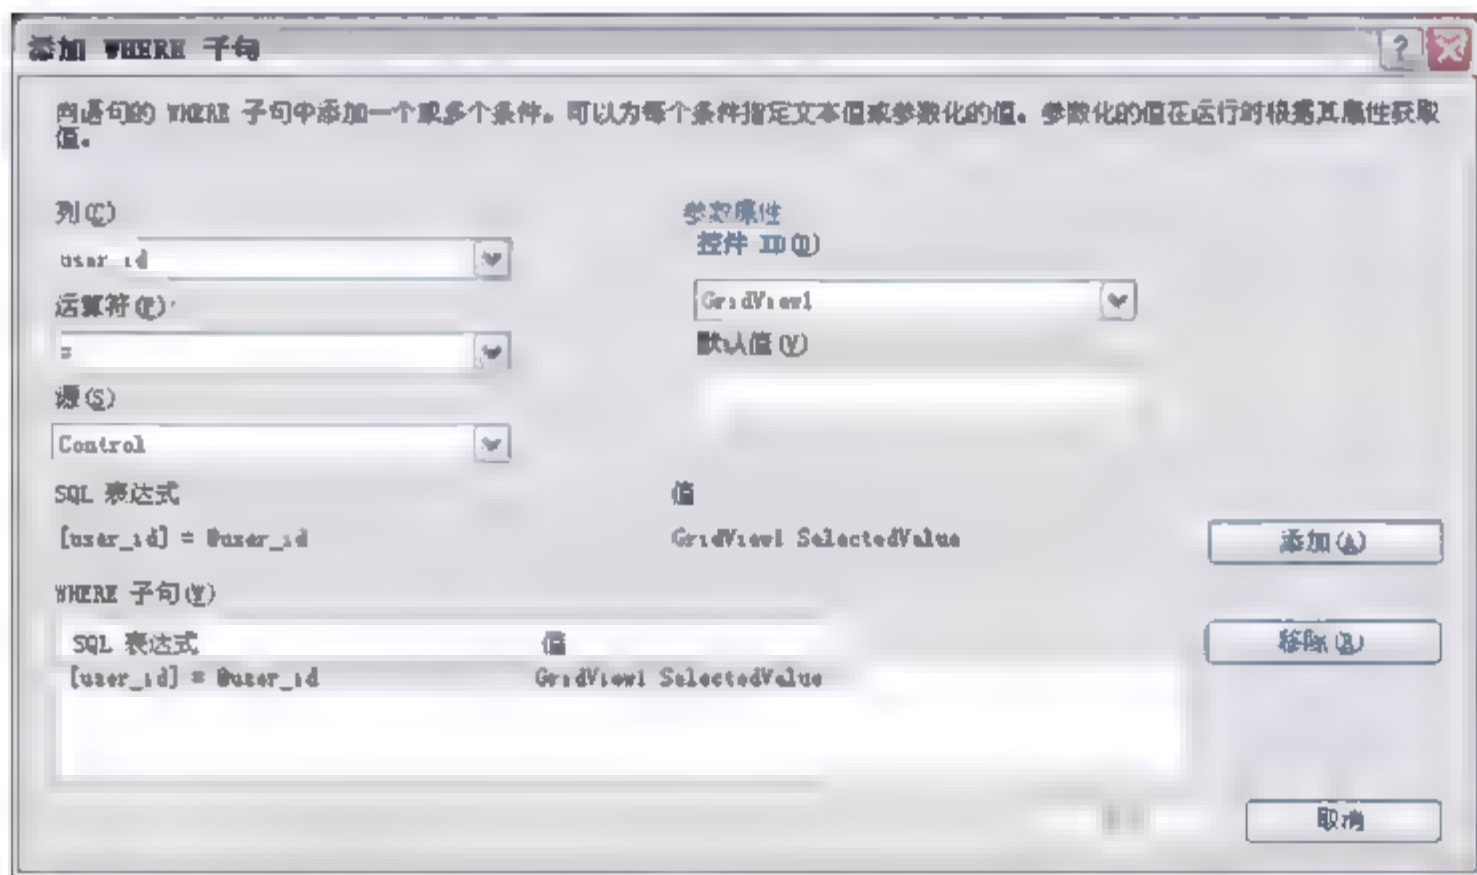 添加 WHERE 子句
向语句的 WHERE 子句中添加一个或多个条件。可以为每个条件指定文本值或参数化的值。参数化的值在运行时根据其属性获取
值。
列(C)
user_id
运算符(P):
=
源(S)
Control
参数属性
控件 ID(D)
GridView1
默认值(V)
SQL 表达式
值
[user_id] = @user_id
GridView1 SelectedValue
添加(A)
WHERE 子句(W)
SQL 表达式
值
[user_id] = @user_id
GridView1 SelectedValue
移除(R)
取消